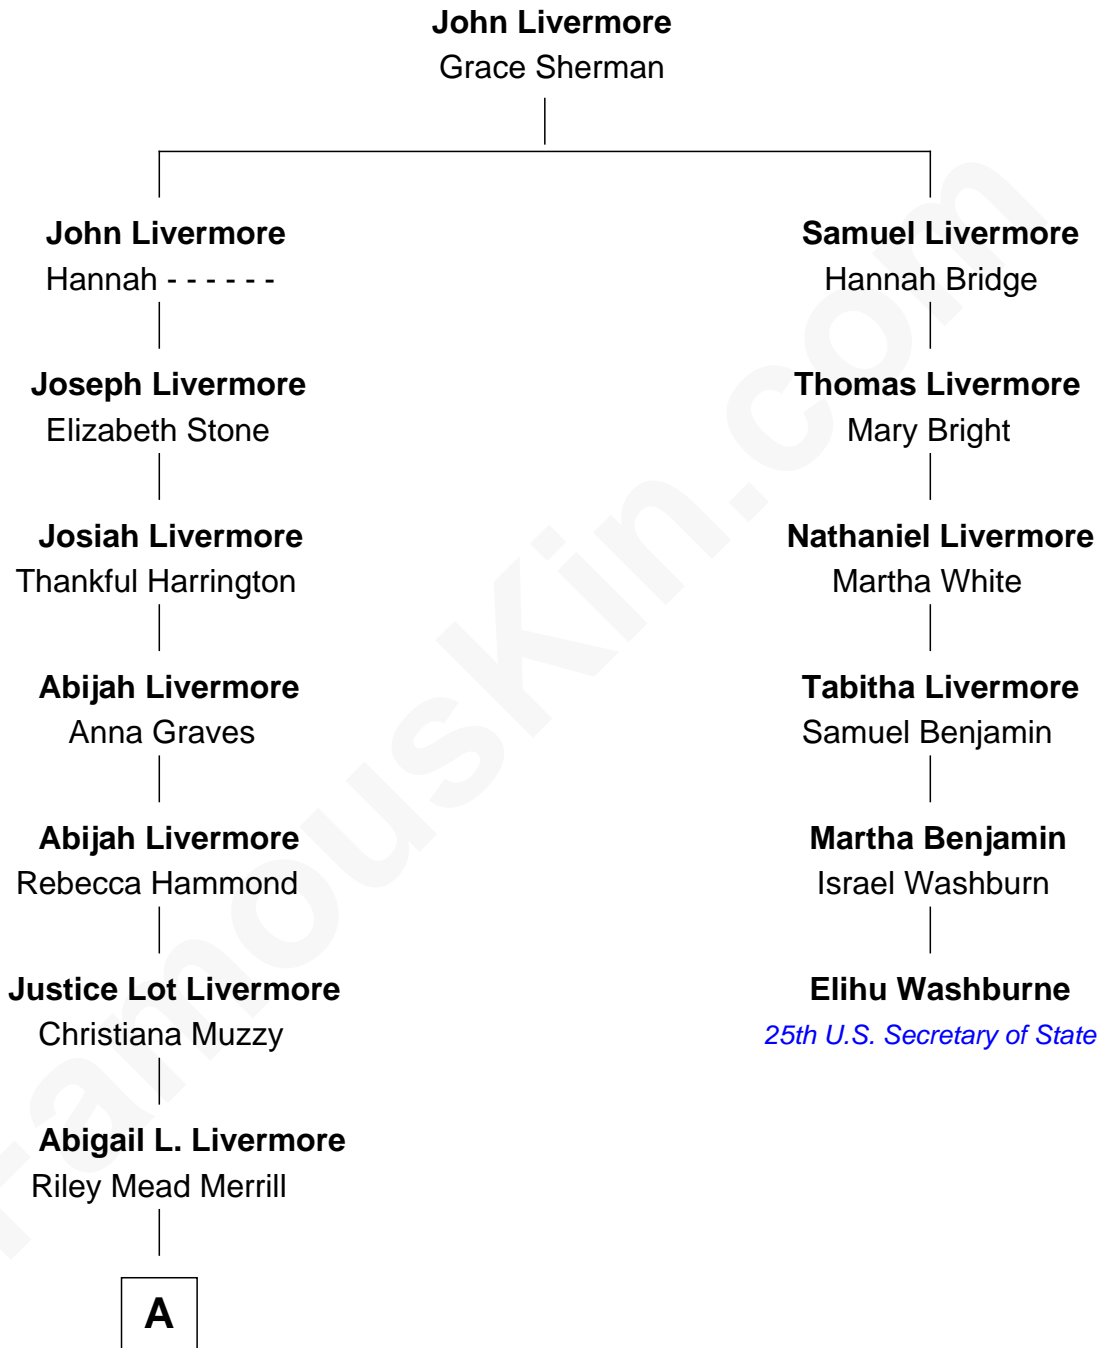 John Livermore
Grace Sherman
John Livermore
Hannah - - - - - -
Samuel Livermore
Hannah Bridge
Joseph Livermore
Elizabeth Stone
Thomas Livermore
Mary Bright
Josiah Livermore
Thankful Harrington
Nathaniel Livermore
Martha White
Abijah Livermore
Anna Graves
Tabitha Livermore
Samuel Benjamin
Abijah Livermore
Rebecca Hammond
Martha Benjamin
Israel Washburn
Justice Lot Livermore
Christiana Muzzy
Elihu Washburne
25th U.S. Secretary of State
Abigail L. Livermore
Riley Mead Merrill
A
FamousKin.com